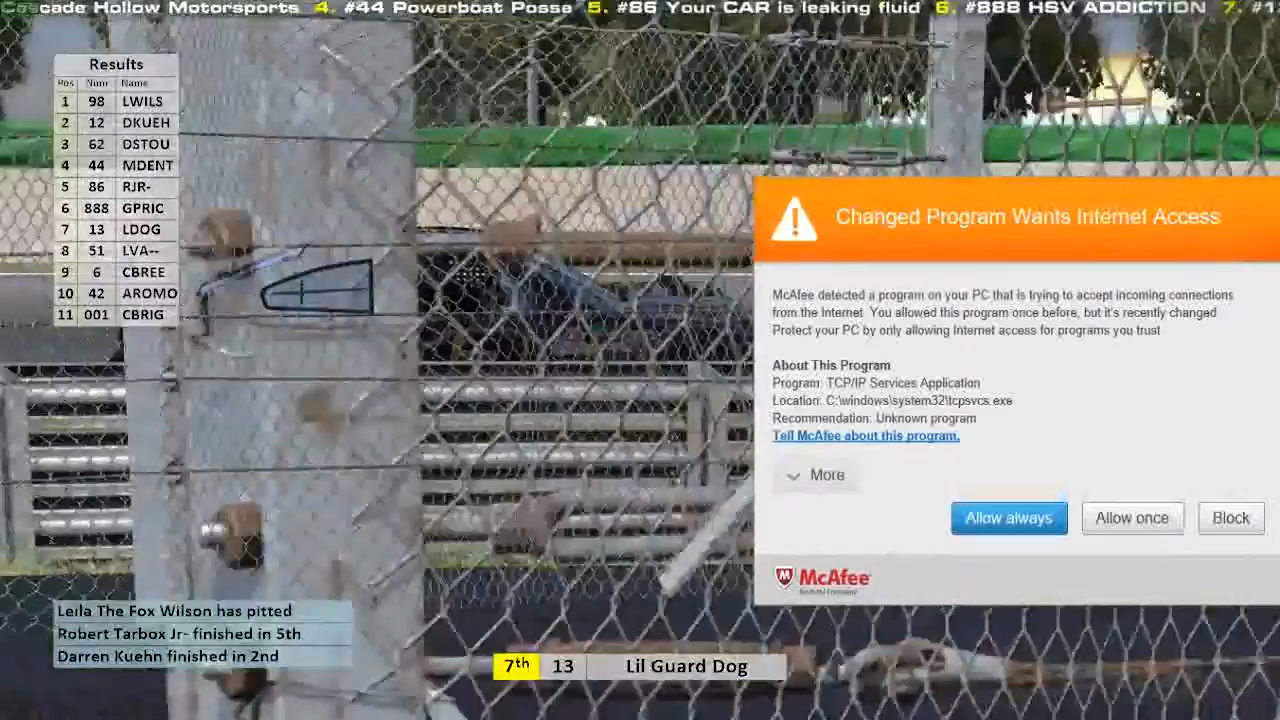 Cascade Hollow Motorsports 4. #44 Powerboat Posse 5. #86 Your CAR is leaking fluid 6. #888 HSV ADDICTION 7.
Results
Pos Numr Name
1 98 LWILS
2 12 DKUEH
3 62 DSTOU
4 44 MDENT
5 86 RJR-
6 888 GPRIC
7 13 LDOG
8 51 LVA--
9 6 CBREE
10 42 AROMO
11 001 CBRIG
Changed Program Wants Internet Access
McAfee detected a program on your PC that is trying to accept incoming connections
from the Internet. You allowed this program once before, but it's recently changed
Protect your PC by only allowing Internet access for programs you trust
About This Program
Program: TCP/IP Services Application
Location: C:\windows\system32\tcpsvcs.exe
Recommendation: Unknown program
Tell McAfee about this program.
More
Allow always Allow once Block
McAfee
Leila The Fox Wilson has pitted
Robert Tarbox Jr- finished in 5th
Darren Kuehn finished in 2nd
7th 13 Lil Guard Dog